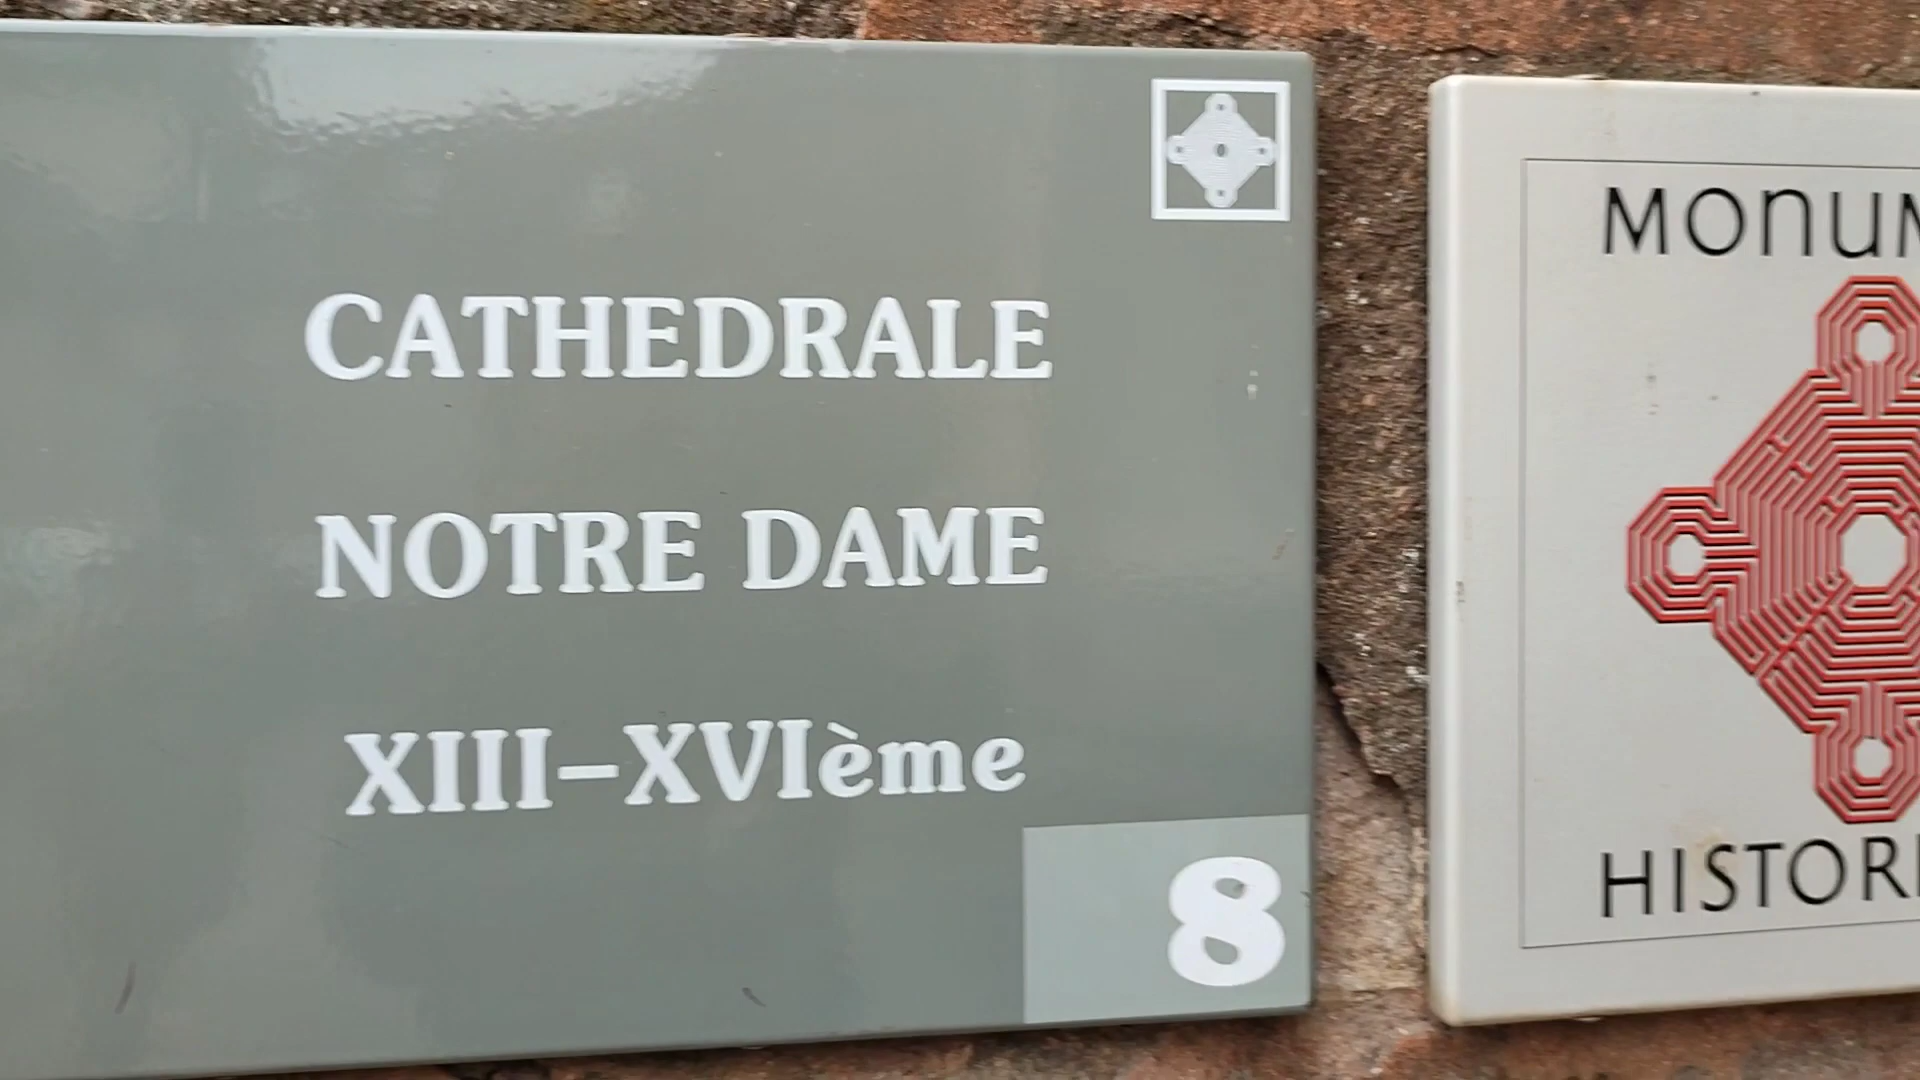 CATHEDRALE
NOTRE DAME
XIII–XVIème
8
MONUM
HISTORI